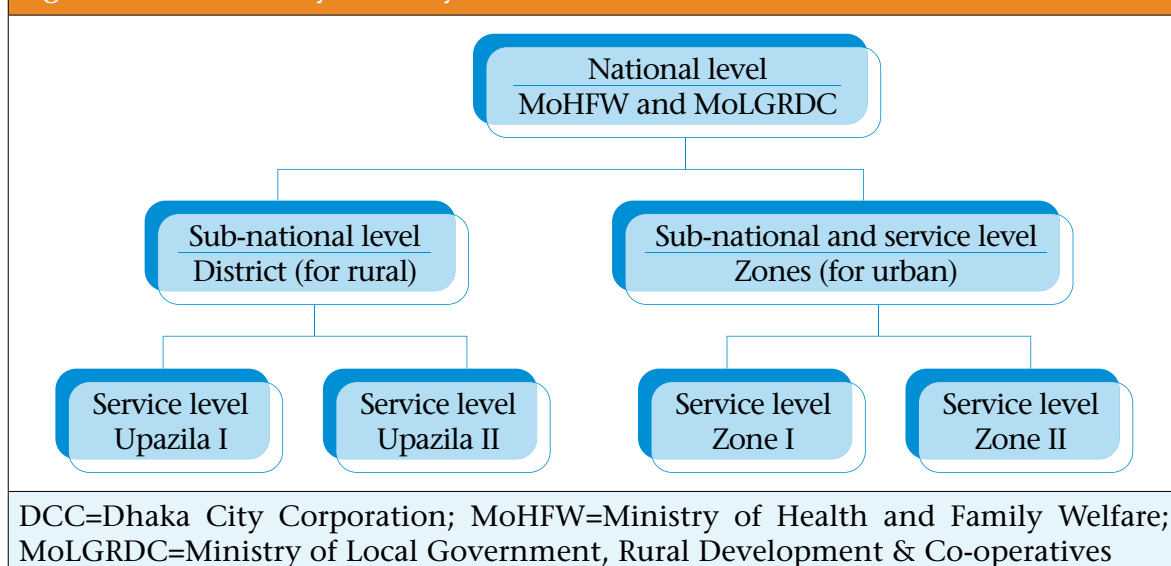 National level
MoHFW and MoLGRDC
Sub-national level
District (for rural)
Sub-national and service level
Zones (for urban)
Service level
Upazila I
Service level
Upazila II
Service level
Zone I
Service level
Zone II
DCC=Dhaka City Corporation; MoHFW=Ministry of Health and Family Welfare;
MoLGRDC=Ministry of Local Government, Rural Development & Co-operatives